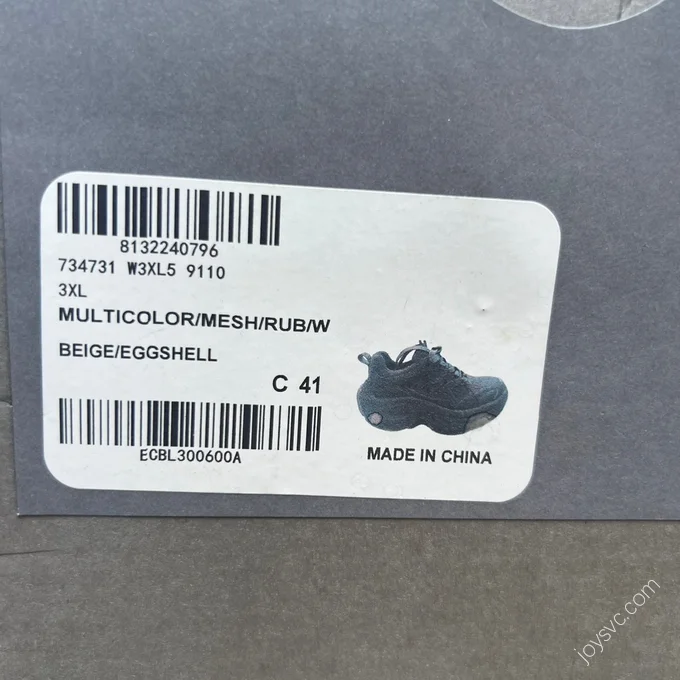 8132240796
734731 W3XL5 9110
3XL
MULTICOLOR/MESH/RUB/W
BEIGE/EGGSHELL
C 41
ECBL300600A
MADE IN CHINA
joysvc.com